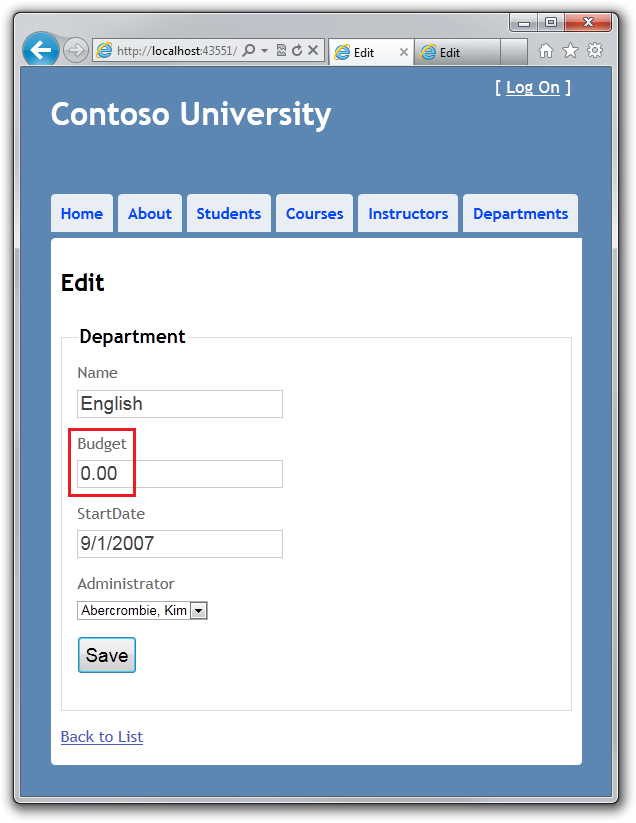 http://localhost:43551/
Edit
Edit
[ Log On ]
Contoso University
Home
About
Students
Courses
Instructors
Departments
Edit
Department
Name
English
Budget
0.00
StartDate
9/1/2007
Administrator
Abercrombie, Kim
Save
Back to List